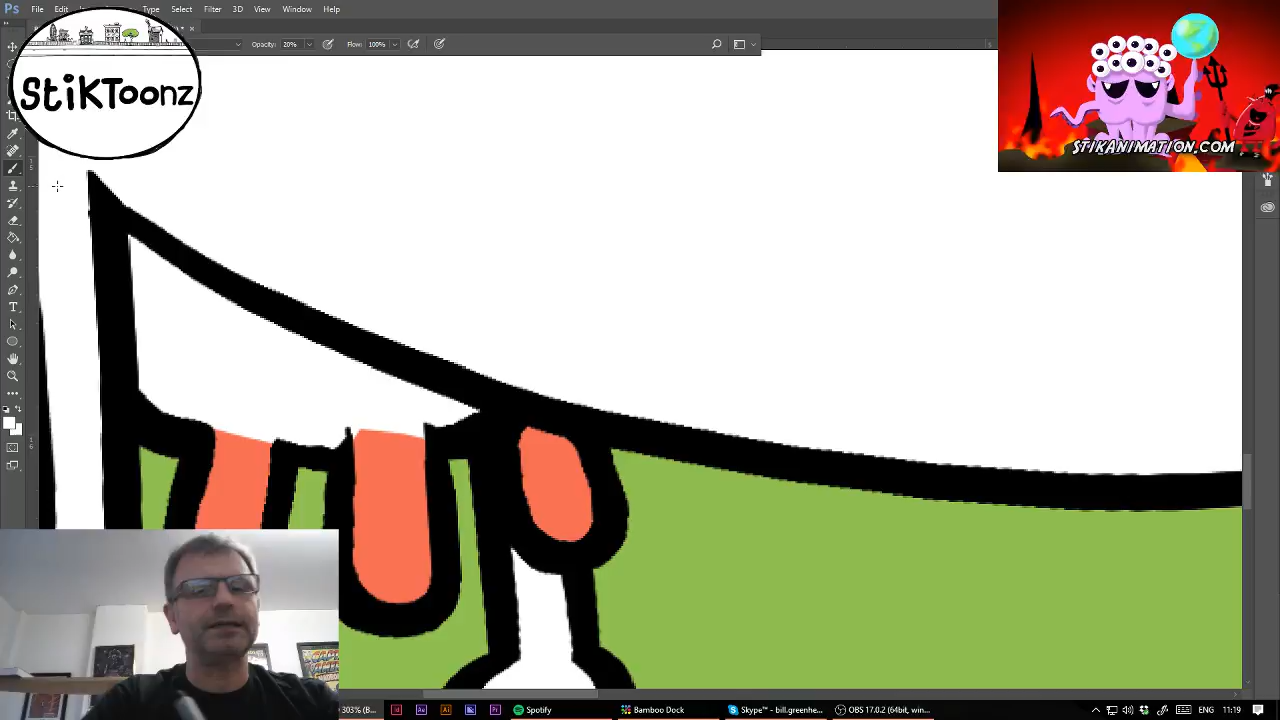 Ps File Edit Type Select Filter 3D View Window Help
Opacity: 20% Flow: 100%
StikToonz
STIKANIMATION.COM
303% (B...
Spotify
Bamboo Dock
Skype™ - bill.greenhe...
OBS 17.0.2 (64bit, win...
ENG 11:19